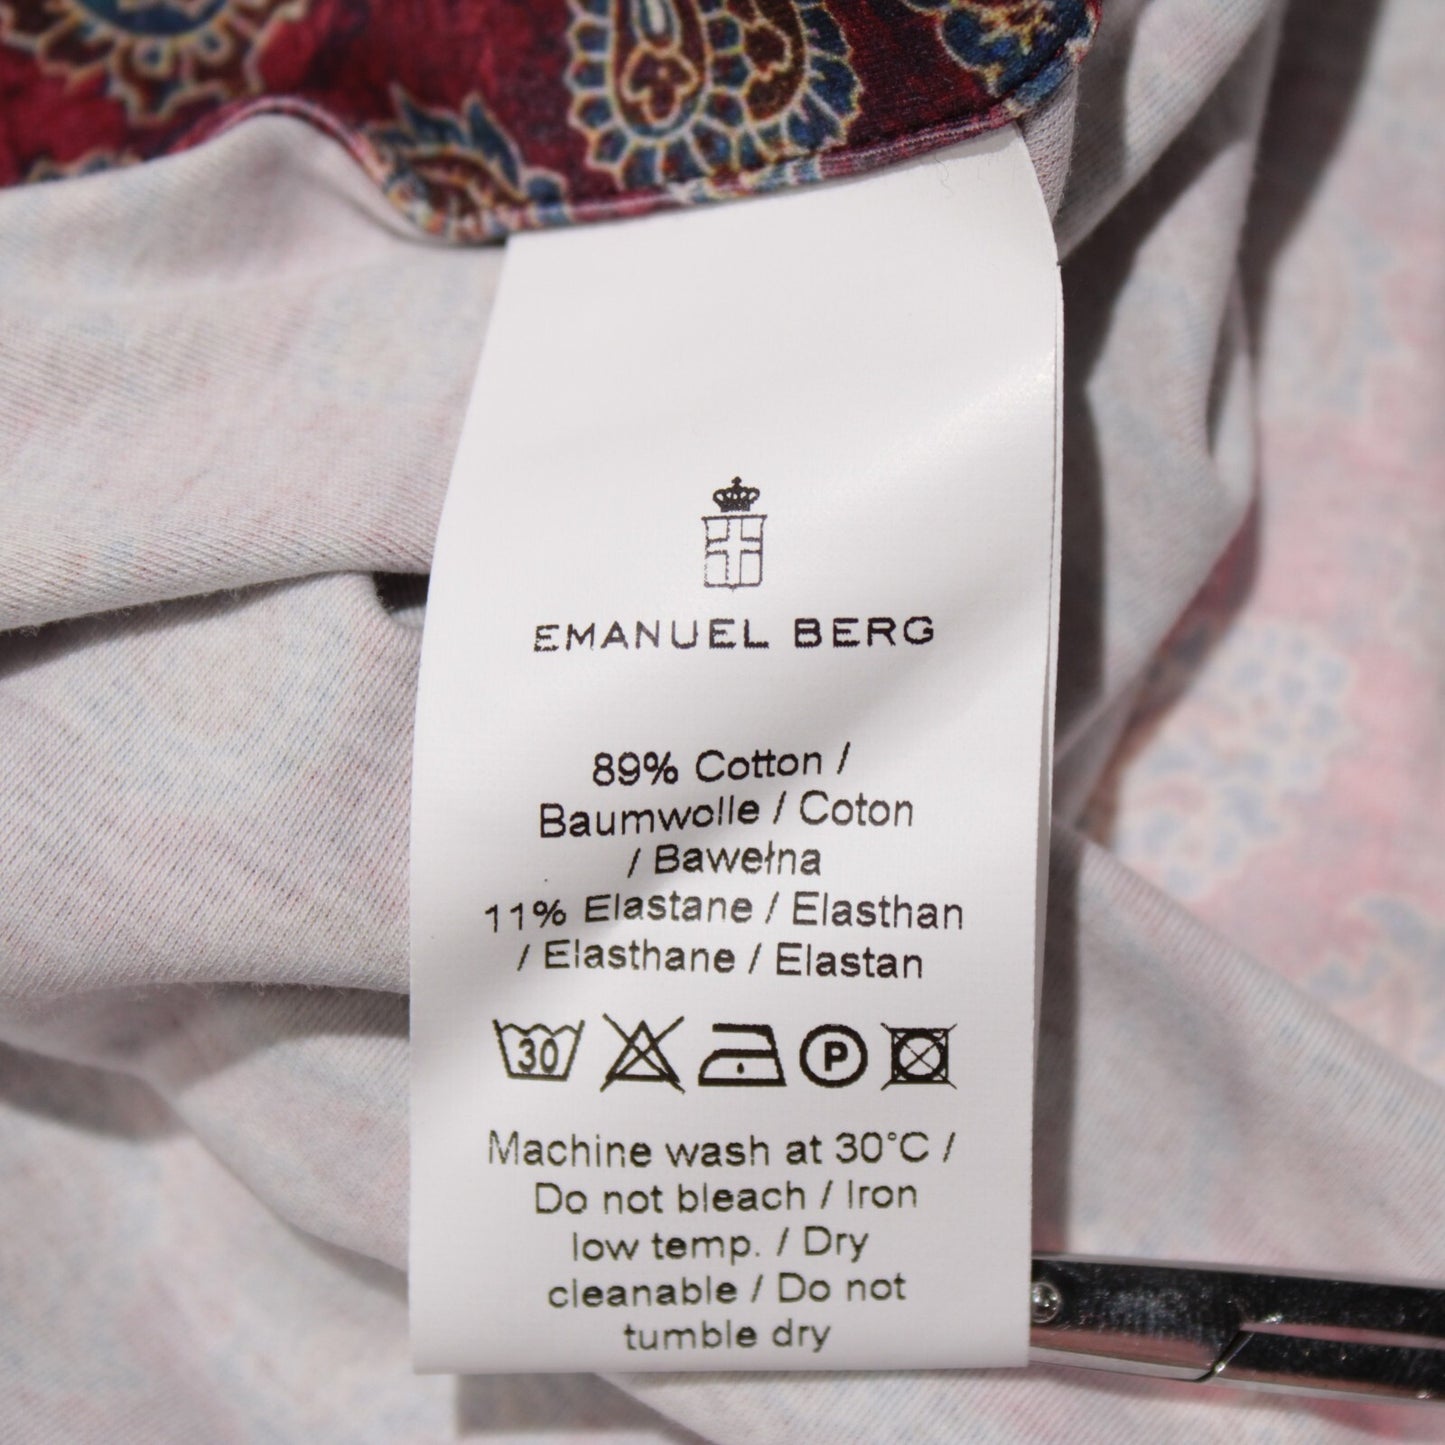 EMANUEL BERG
89% Cotton /
Baumwolle / Coton
/ Bawełna
11% Elastane / Elasthan
/ Elasthane / Elastan
30 P
Machine wash at 30°C /
Do not bleach / Iron
low temp. / Dry
cleanable / Do not
tumble dry